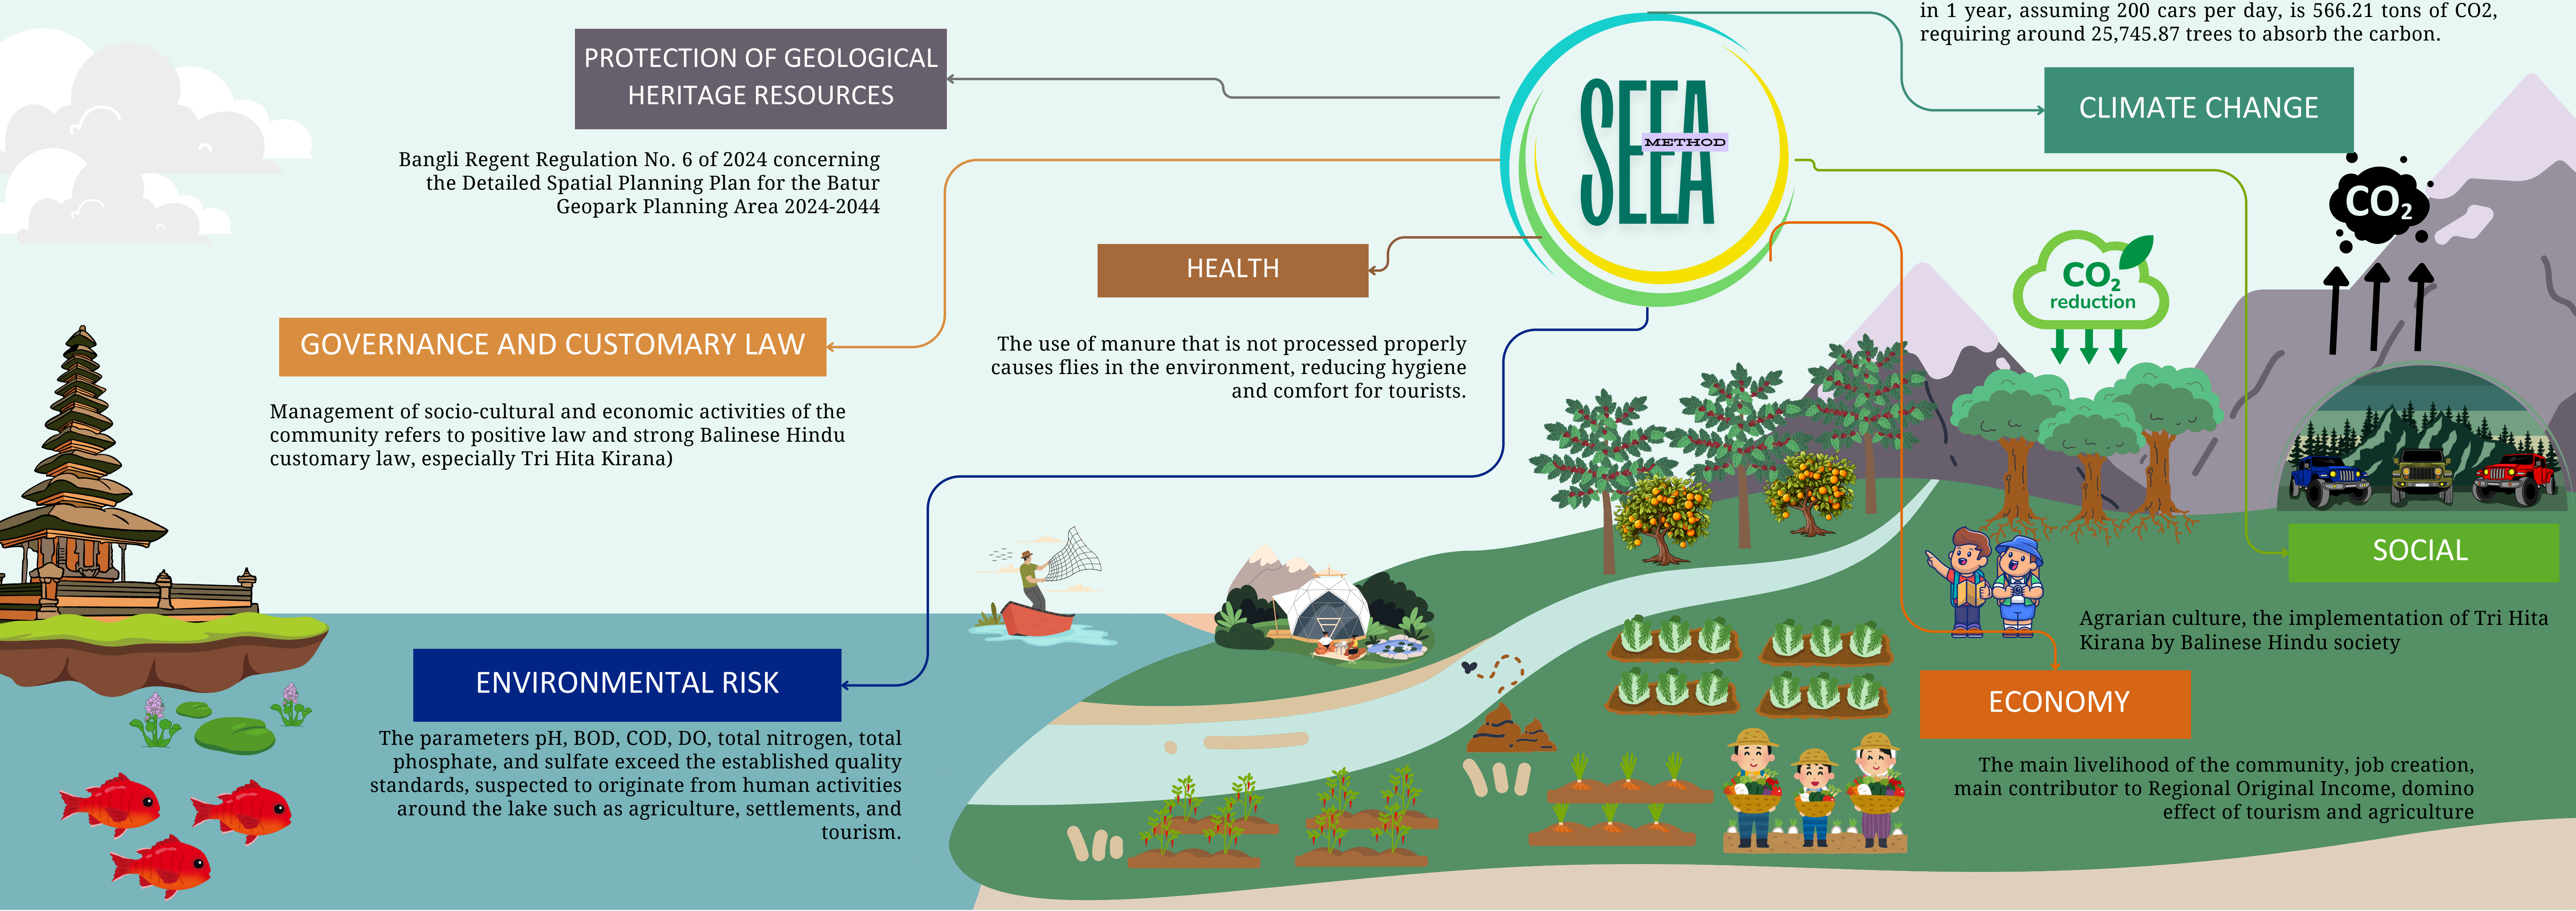 in 1 year, assuming 200 cars per day, is 566.21 tons of CO2,
requiring around 25,745.87 trees to absorb the carbon.
PROTECTION OF GEOLOGICAL
HERITAGE RESOURCES
Bangli Regent Regulation No. 6 of 2024 concerning
the Detailed Spatial Planning Plan for the Batur
Geopark Planning Area 2024-2044
SEEA
METHOD
CLIMATE CHANGE
CO₂
CO₂
reduction
HEALTH
The use of manure that is not processed properly
causes flies in the environment, reducing hygiene
and comfort for tourists.
GOVERNANCE AND CUSTOMARY LAW
Management of socio-cultural and economic activities of the
community refers to positive law and strong Balinese Hindu
customary law, especially Tri Hita Kirana)
SOCIAL
Agrarian culture, the implementation of Tri Hita
Kirana by Balinese Hindu society
ENVIRONMENTAL RISK
The parameters pH, BOD, COD, DO, total nitrogen, total
phosphate, and sulfate exceed the established quality
standards, suspected to originate from human activities
around the lake such as agriculture, settlements, and
tourism.
ECONOMY
The main livelihood of the community, job creation,
main contributor to Regional Original Income, domino
effect of tourism and agriculture